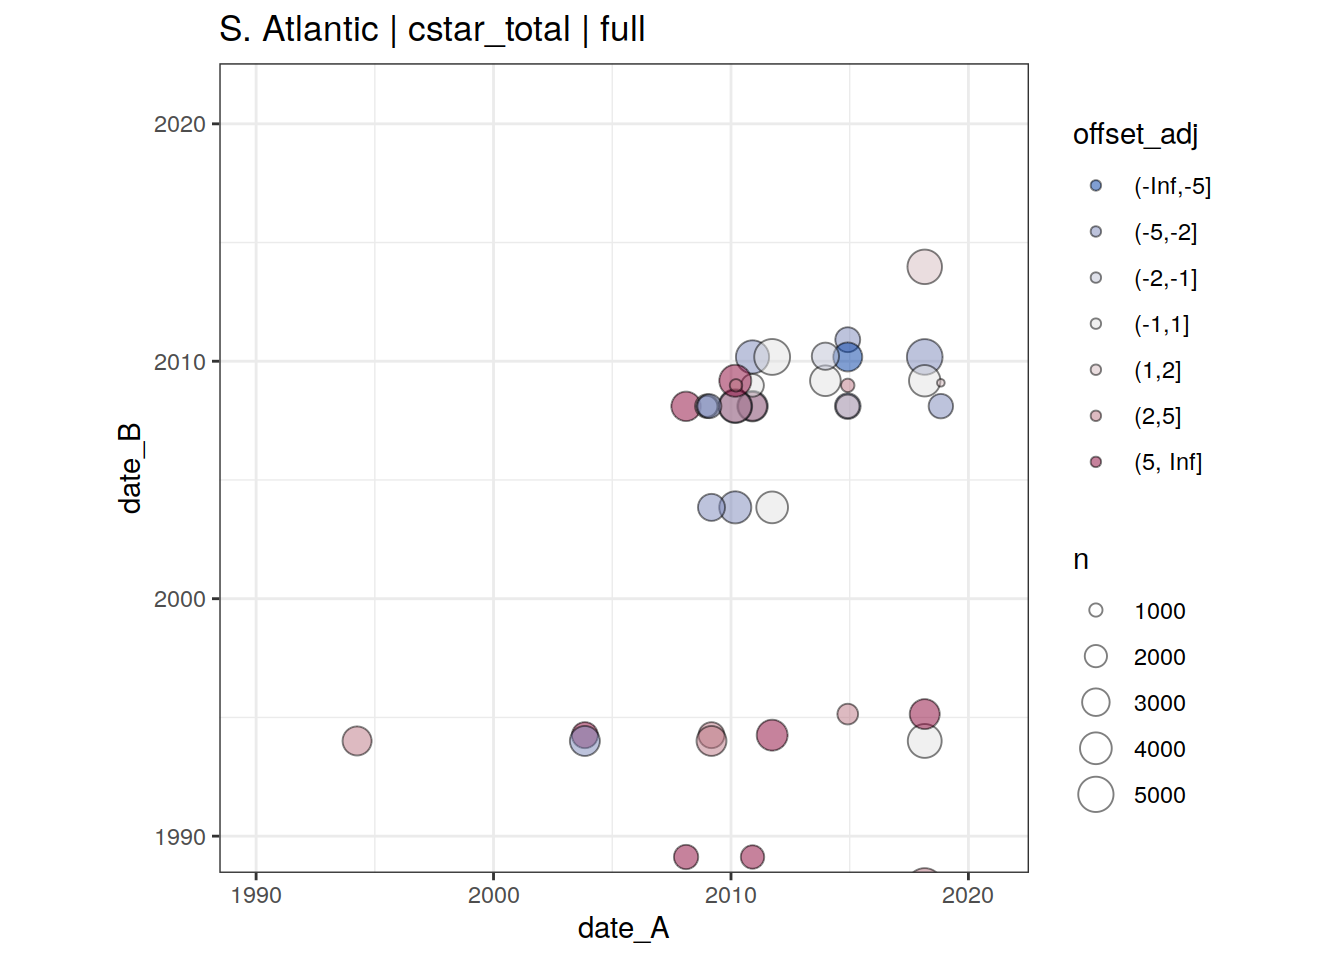 S. Atlantic | cstar_total | full
date_B
2020
2010
2000
1990
1990
2000
2010
2020
date_A
offset_adj
(-Inf,-5]
(-5,-2]
(-2,-1]
(-1,1]
(1,2]
(2,5]
(5, Inf]
n
1000
2000
3000
4000
5000